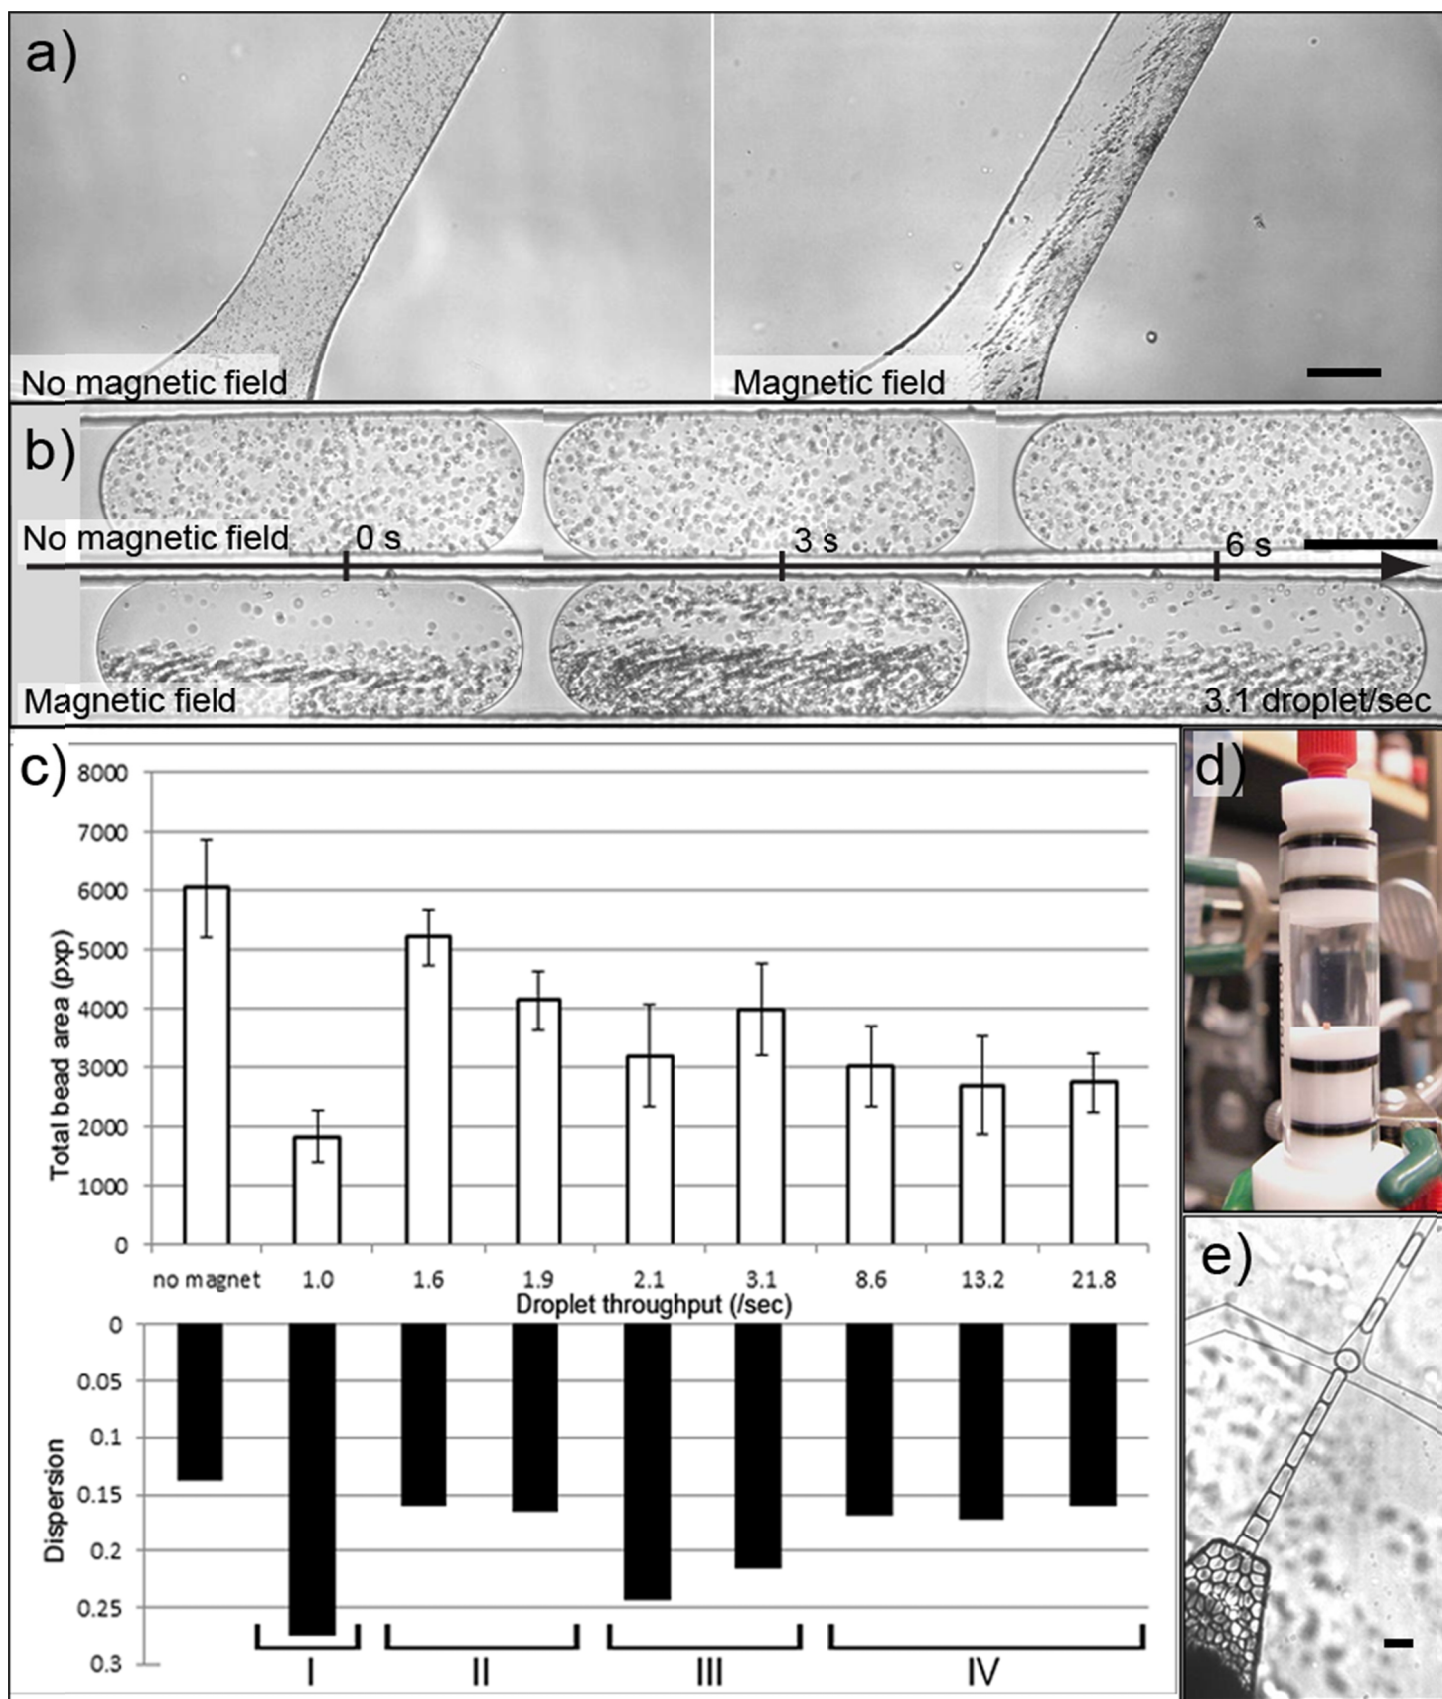 a)
No magnetic field
Magnetic field
b)
No magnetic field
0 s
3 s
6 s
Magnetic field
3.1 droplet/sec
c)
8000
7000
6000
5000
4000
3000
2000
1000
0
Total bead area (pxp)
no magnet 1.0 1.6 1.9 2.1 3.1 8.6 13.2 21.8
Droplet throughput (/sec)
0
0.05
0.1
0.15
0.2
0.25
0.3
Dispersion
I II III IV
d)
e)